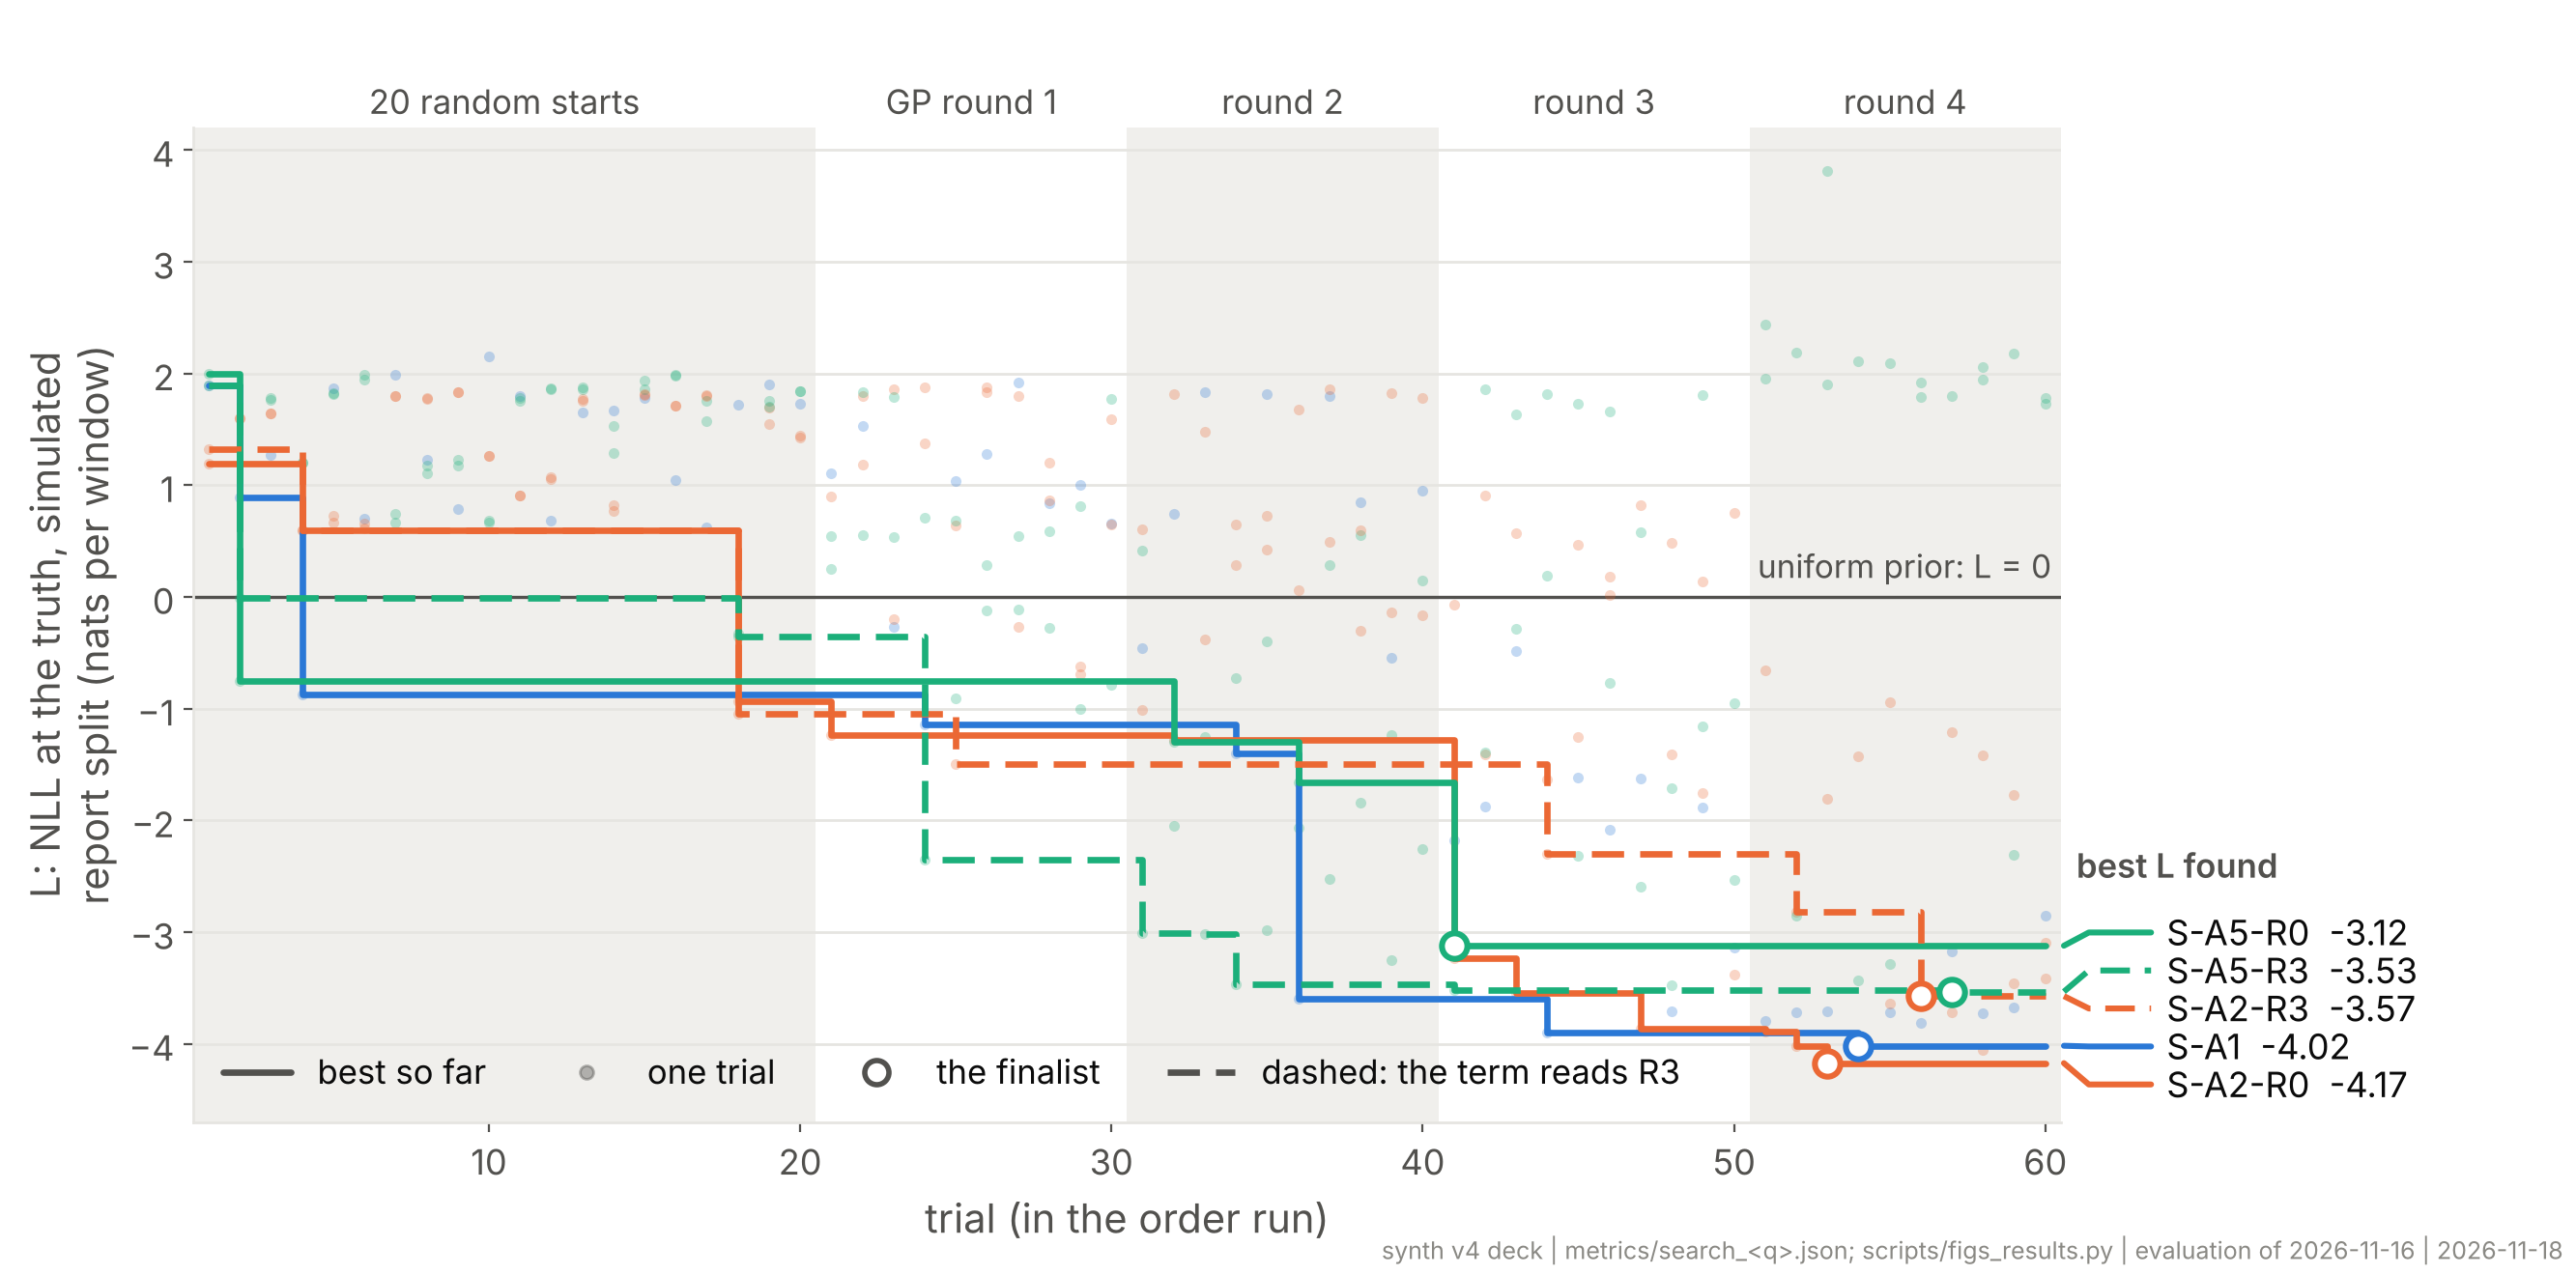 20 random starts
GP round 1
round 2
round 3
round 4
L: NLL at the truth, simulated
report split (nats per window)
4
3
2
1
0
−1
−2
−3
−4
uniform prior: L = 0
best L found
S-A5-R0 -3.12
S-A5-R3 -3.53
S-A2-R3 -3.57
S-A1 -4.02
S-A2-R0 -4.17
best so far
one trial
the finalist
dashed: the term reads R3
10
20
30
40
50
60
trial (in the order run)
synth v4 deck | metrics/search_<q>.json; scripts/figs_results.py | evaluation of 2026-11-16 | 2026-11-18